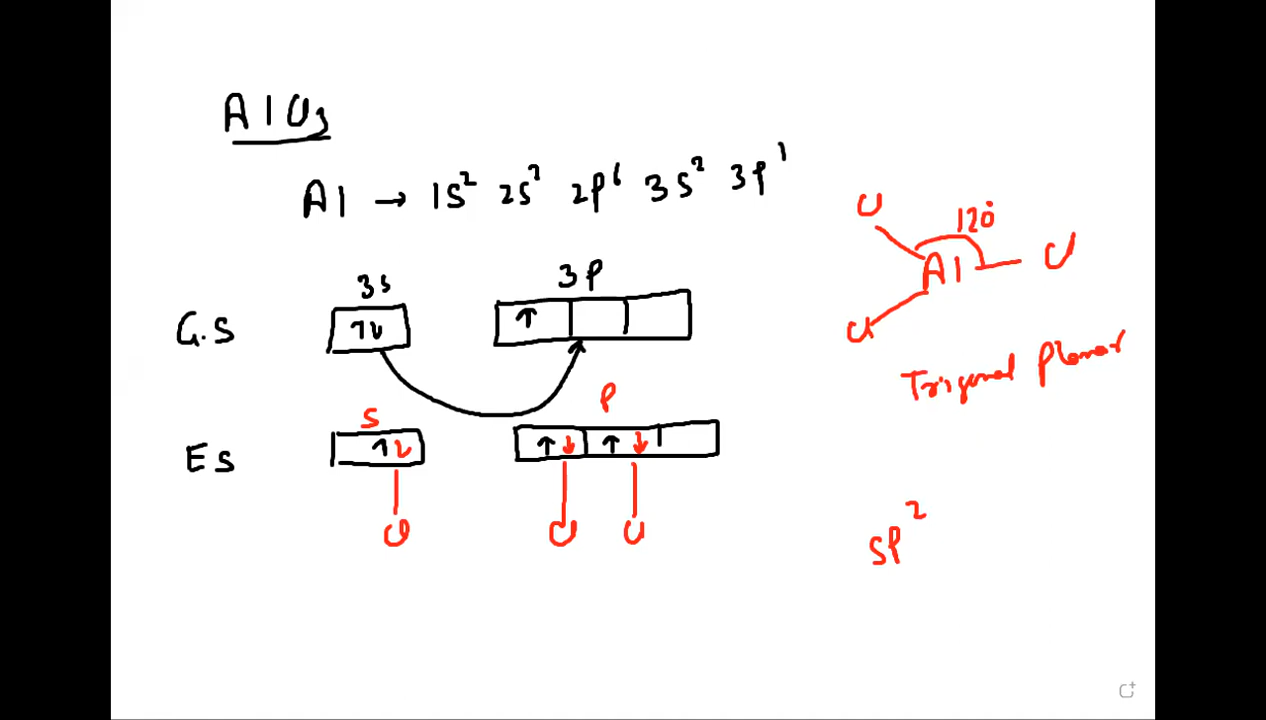 AlCl3
Al → 1s² 2s² 2p⁶ 3s² 3p¹
3s 3p
G.S ↑↓ ↑
Cl 120°
Al Cl
Cl
Trigonal Planar
s p
Es ↑↓ ↑↓ ↑↓
Cl Cl Cl
sp²